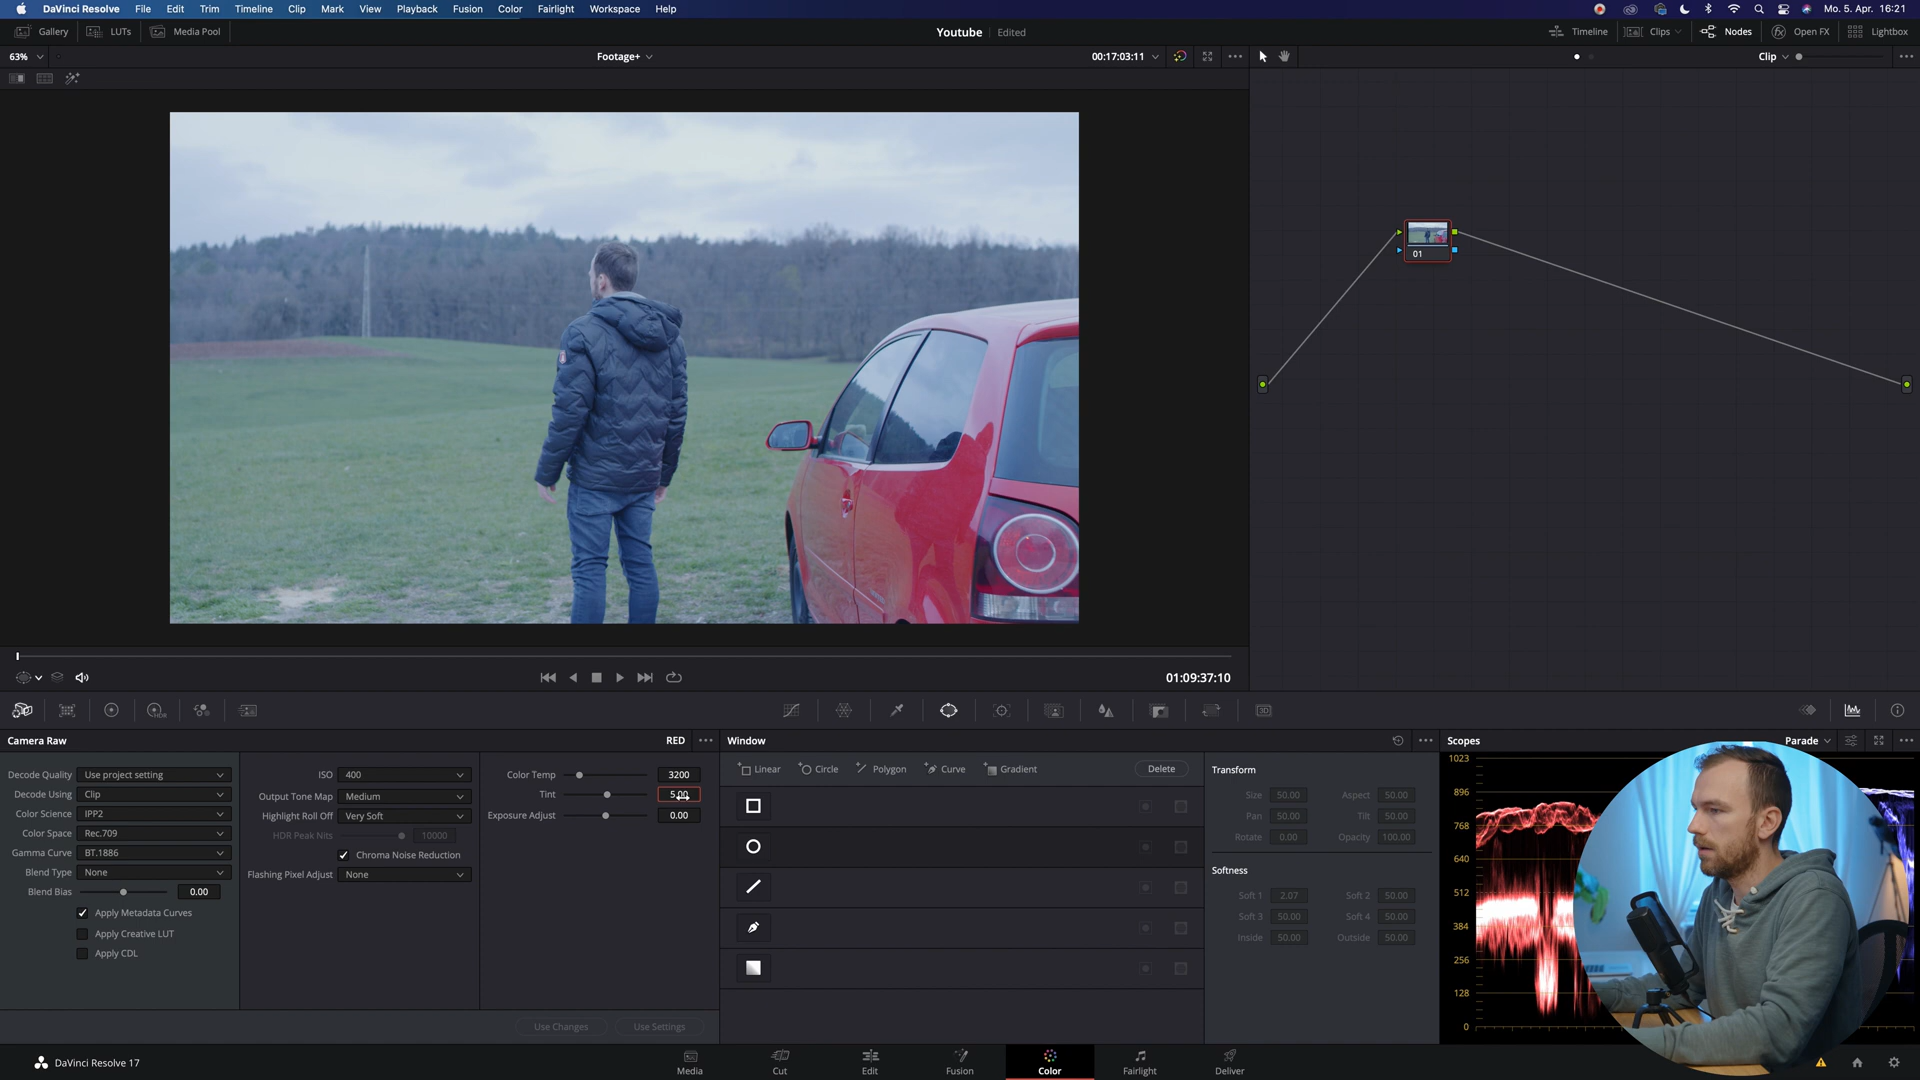 DaVinci Resolve File Edit Trim Timeline Clip Mark View Playback Fusion Color Fairlight Workspace Help Mo. 5. Apr. 16:21
Gallery LUTs Media Pool Youtube Edited Timeline Clips Nodes Open FX Lightbox
63% Footage+ 00:17:03:11 Clip
01
01:09:37:10
HDR 3D
Camera Raw RED Window Scopes Parade
Decode Quality Use project setting
Decode Using Clip
Color Science IPP2
Color Space Rec.709
Gamma Curve BT.1886
Blend Type None
Blend Bias 0.00
Apply Metadata Curves
Apply Creative LUT
Apply CDL
ISO 400
Output Tone Map Medium
Highlight Roll Off Very Soft
HDR Peak Nits 10000
Chroma Noise Reduction
Flashing Pixel Adjust None
Color Temp 3200
Tint 5.00
Exposure Adjust 0.00
Use Changes Use Settings
Linear Circle Polygon Curve Gradient Delete
Transform
Size 50.00 Aspect 50.00
Pan 50.00 Tilt 50.00
Rotate 0.00 Opacity 100.00
Softness
Soft 1 2.07 Soft 2 50.00
Soft 3 50.00 Soft 4 50.00
Inside 50.00 Outside 50.00
1023
896
768
640
512
384
256
128
0
DaVinci Resolve 17 Media Cut Edit Fusion Color Fairlight Deliver